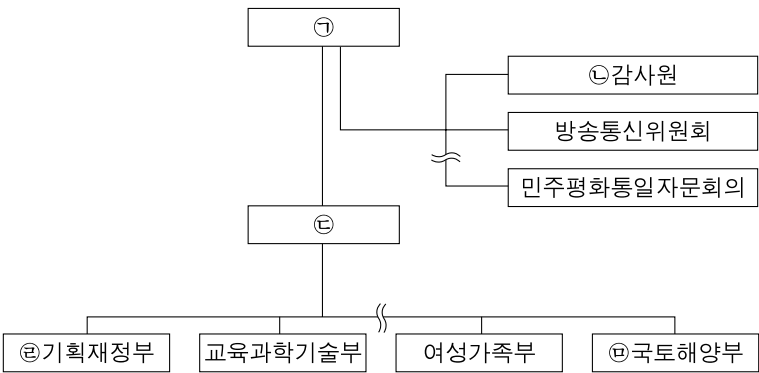 ㉠
㉡감사원
방송통신위원회
민주평화통일자문회의
㉢
㉣기획재정부
교육과학기술부
여성가족부
㉤국토해양부